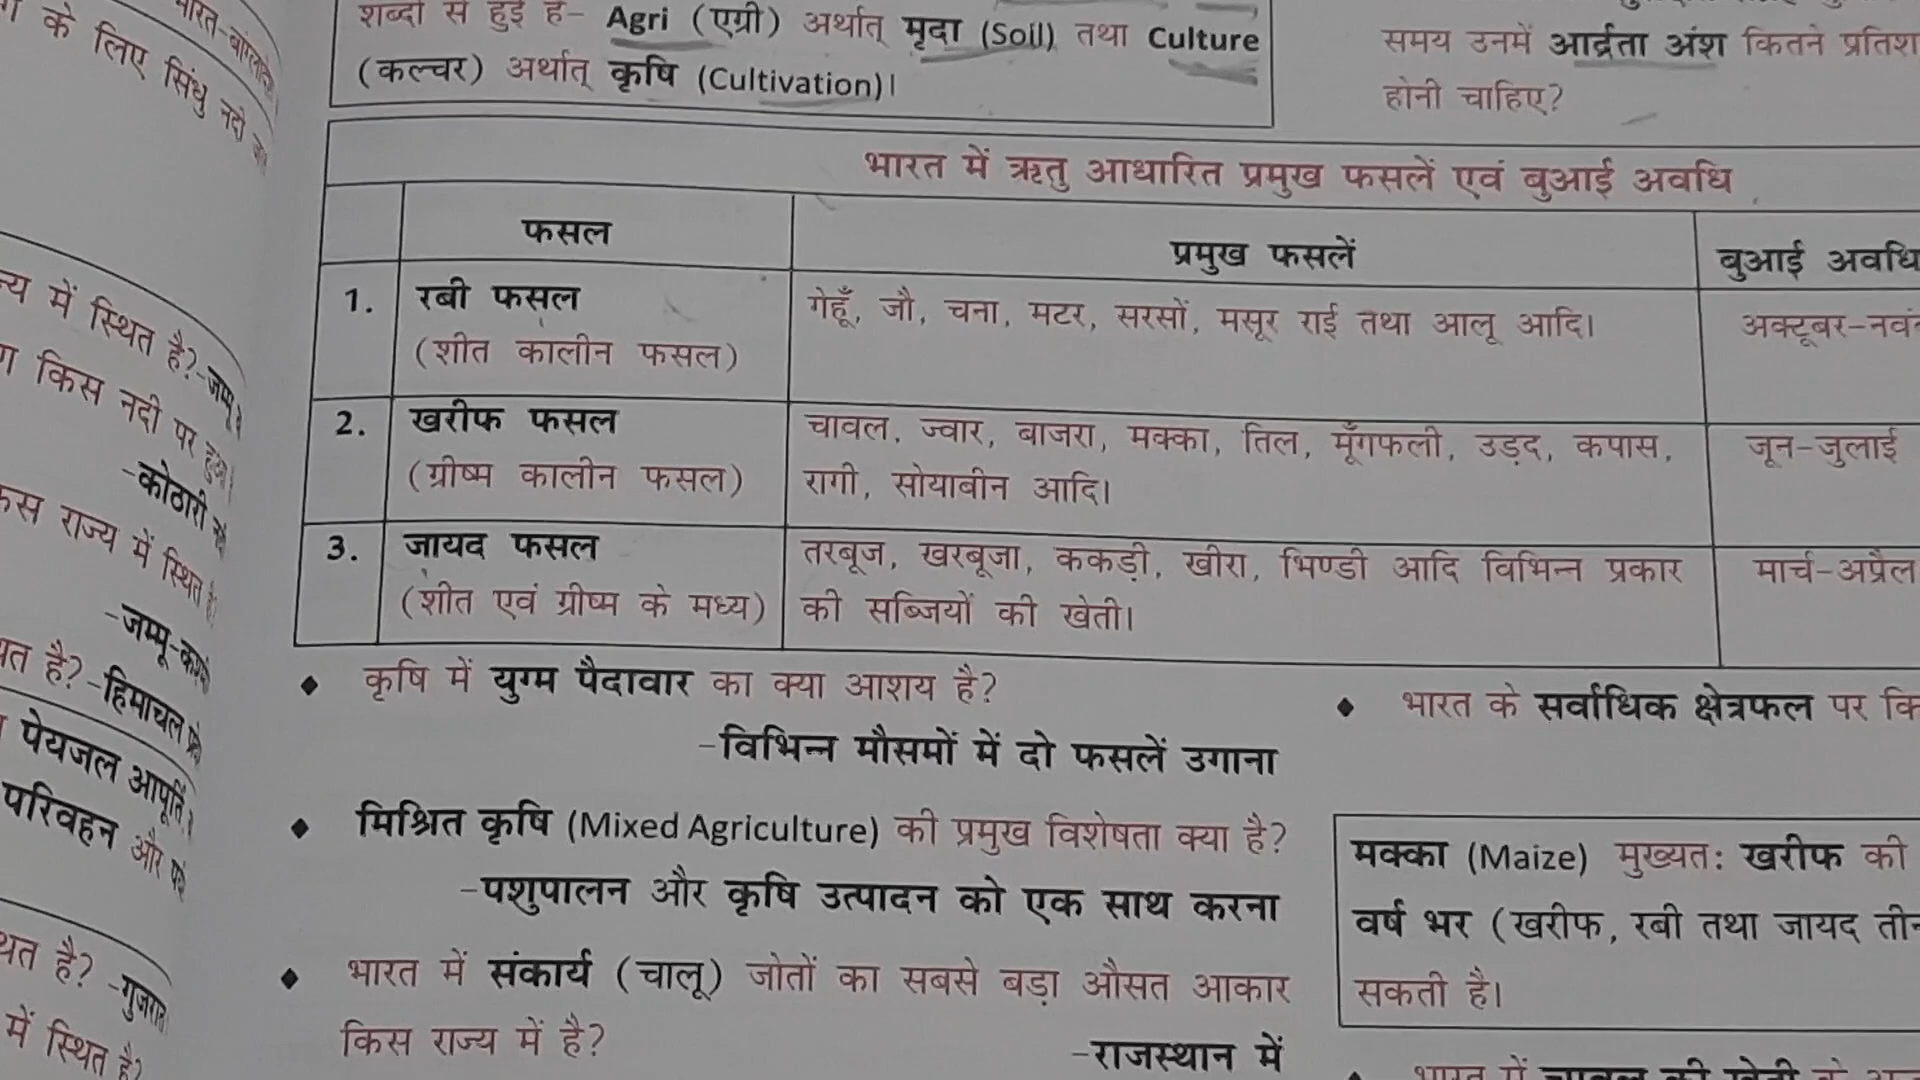 भारत-बांग्लादेश
के लिए सिंधु नदी
में स्थित है?-जम्मू
किस नदी पर हुआ
-कोठारी
राज्य में स्थित है
-जम्मू-कश्मीर
है? -हिमाचल
पेयजल आपूर्ति
परिवहन और
है? -गुजरात
में स्थित है?
शब्दों से हुई है- Agri (एग्री) अर्थात् मृदा (Soil) तथा Culture
(कल्चर) अर्थात् कृषि (Cultivation)।
समय उनमें आर्द्रता अंश कितने
होनी चाहिए?
भारत में ऋतु आधारित प्रमुख फसलें एवं बुआई अवधि
फसल प्रमुख फसलें बुआई अवधि
1. रबी फसल गेहूँ, जौ, चना, मटर, सरसों, मसूर राई तथा आलू आदि। अक्टूबर-नवं
(शीत कालीन फसल)
2. खरीफ फसल चावल, ज्वार, बाजरा, मक्का, तिल, मूँगफली, उड़द, कपास, जून-जुलाई
(ग्रीष्म कालीन फसल) रागी, सोयाबीन आदि।
3. जायद फसल तरबूज, खरबूजा, ककड़ी, खीरा, भिण्डी आदि विभिन्न प्रकार मार्च-अप्रैल
(शीत एवं ग्रीष्म के मध्य) की सब्जियों की खेती।
◆ कृषि में युग्म पैदावार का क्या आशय है?
-विभिन्न मौसमों में दो फसलें उगाना
◆ मिश्रित कृषि (Mixed Agriculture) की प्रमुख विशेषता क्या है?
-पशुपालन और कृषि उत्पादन को एक साथ करना
◆ भारत में संकार्य (चालू) जोतों का सबसे बड़ा औसत आकार
किस राज्य में है?
-राजस्थान में
◆ भारत के सर्वाधिक क्षेत्रफल पर
मक्का (Maize) मुख्यत: खरीफ की
वर्ष भर (खरीफ, रबी तथा जायद
सकती है।
भारत में चावल की खेती के